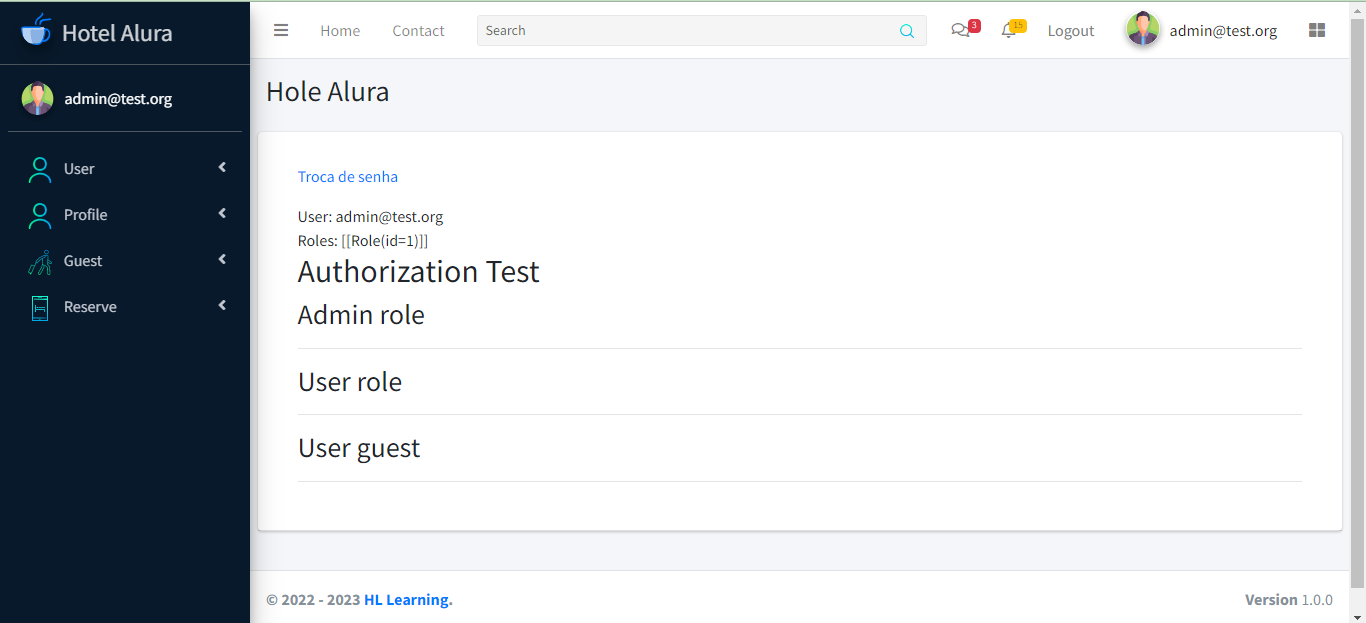 Hotel Alura
admin@test.org
User
Profile
Guest
Reserve
Home
Contact
Search
3
15
Logout
admin@test.org
Hole Alura
Troca de senha
User: admin@test.org
Roles: [[Role(id=1)]]
Authorization Test
Admin role
User role
User guest
© 2022 - 2023 HL Learning.
Version 1.0.0